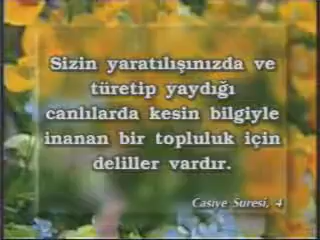 Sizin yaratılışınızda ve
türetip yaydığı
canlılarda kesin bilgiyle
inanan bir topluluk için
deliller vardır.
Casiye Suresi, 4